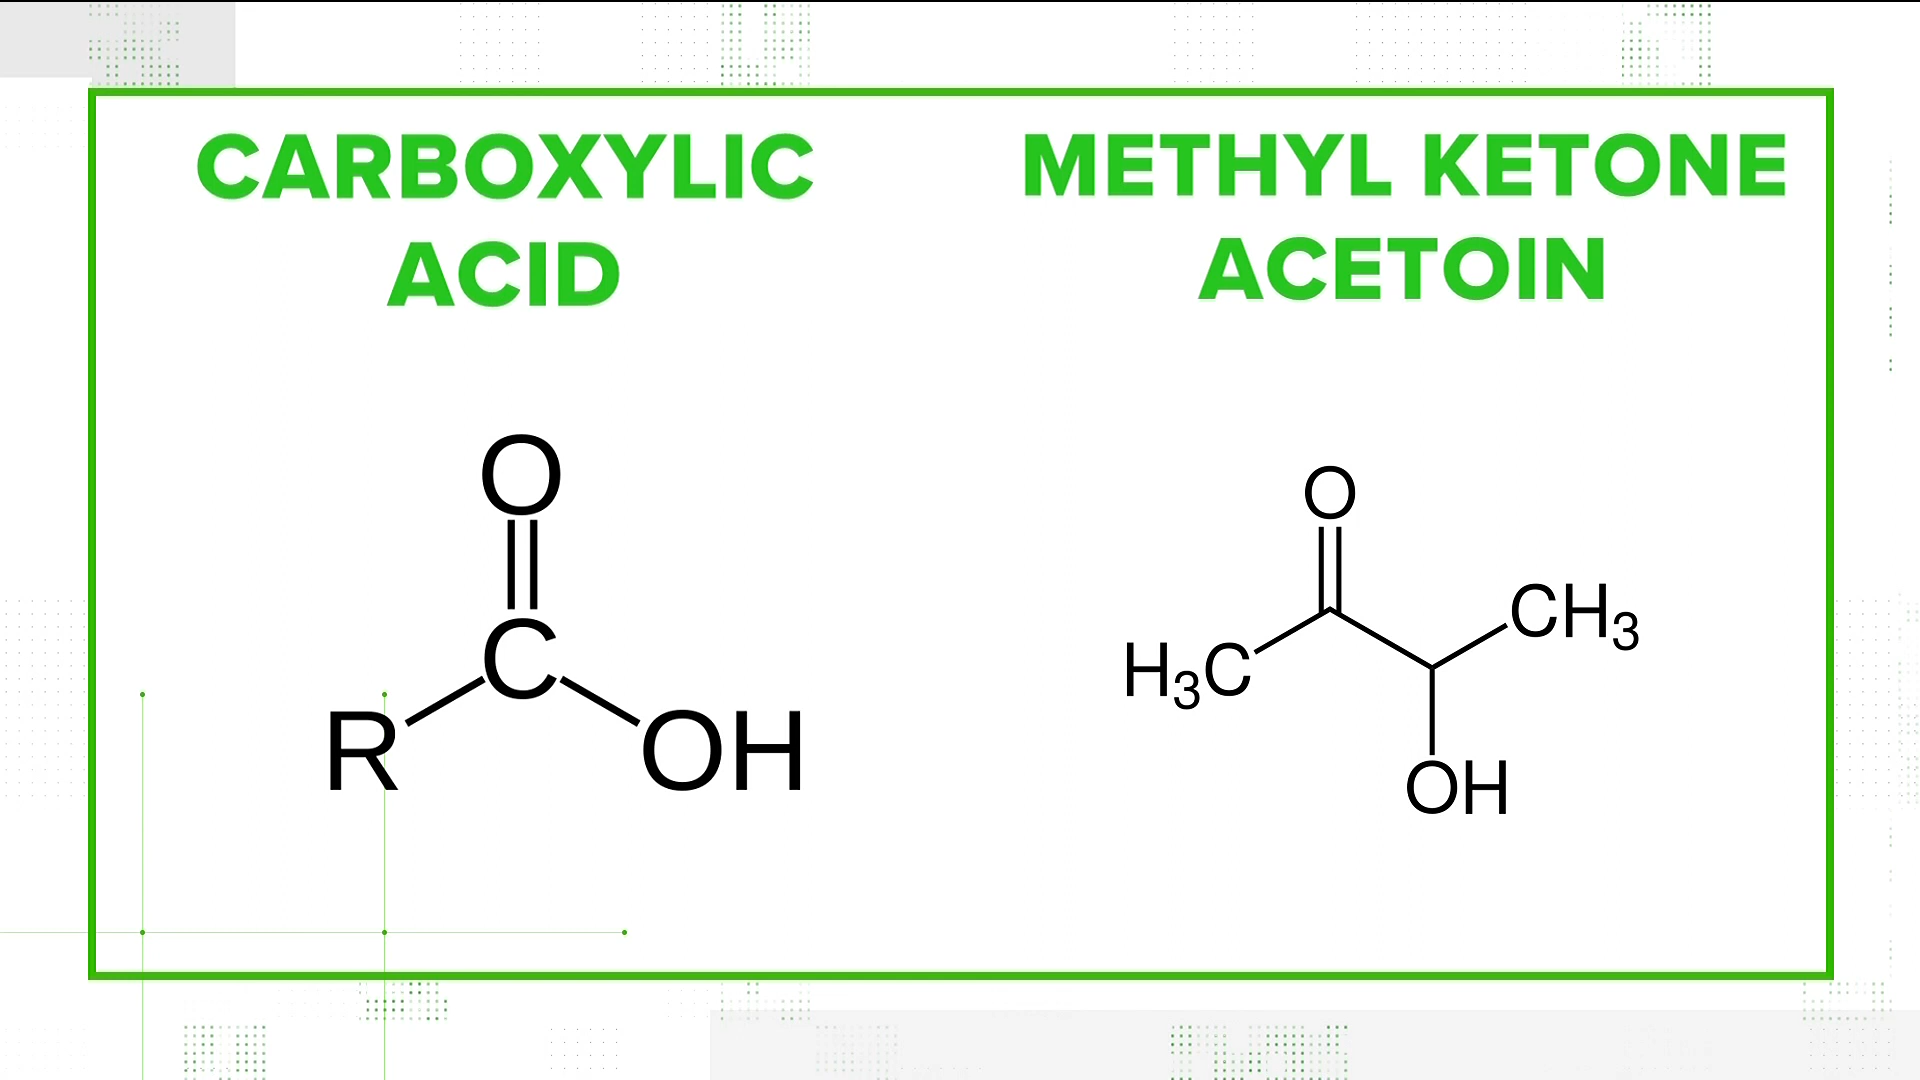 CARBOXYLIC
ACID
METHYL KETONE
ACETOIN
O
C
R
OH
O
H₃C
CH₃
OH